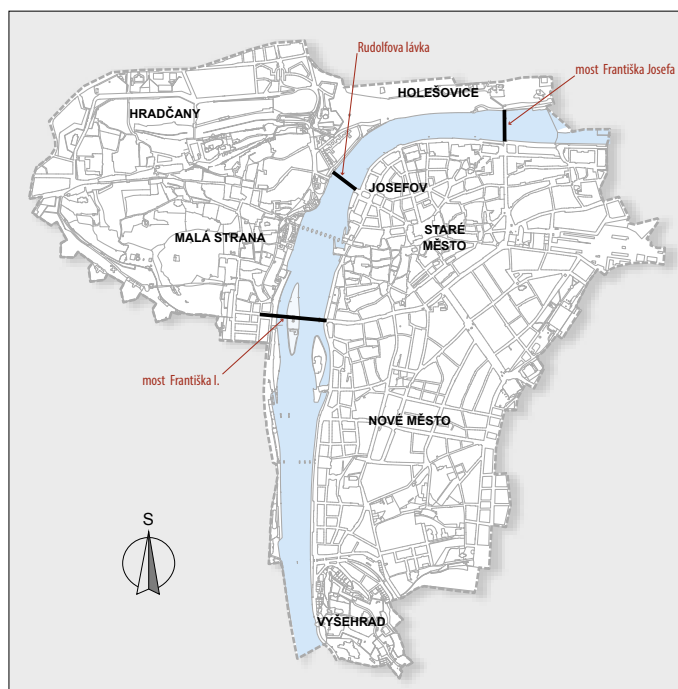 Rudolfova lávka
most Františka Josefa
HOLEŠOVICE
HRADČANY
JOSEFOV
STARÉ
MĚSTO
MALÁ STRANA
most Františka I.
NOVÉ MĚSTO
S
VYŠEHRAD